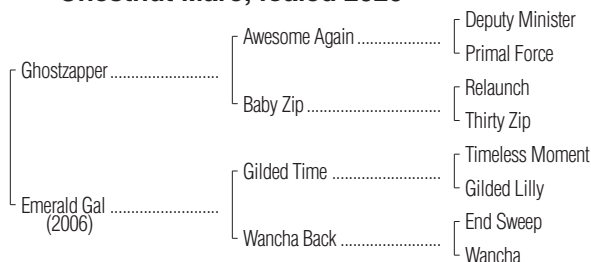 Chestnut Mare, foaled
Deputy Minister
Awesome Again
Primal Force
Ghostzapper
Relaunch
Baby Zip
Thirty Zip
Timeless Moment
Gilded Time
Gilded Lilly
Emerald Gal
(2006)
End Sweep
Wancha Back
Wancha